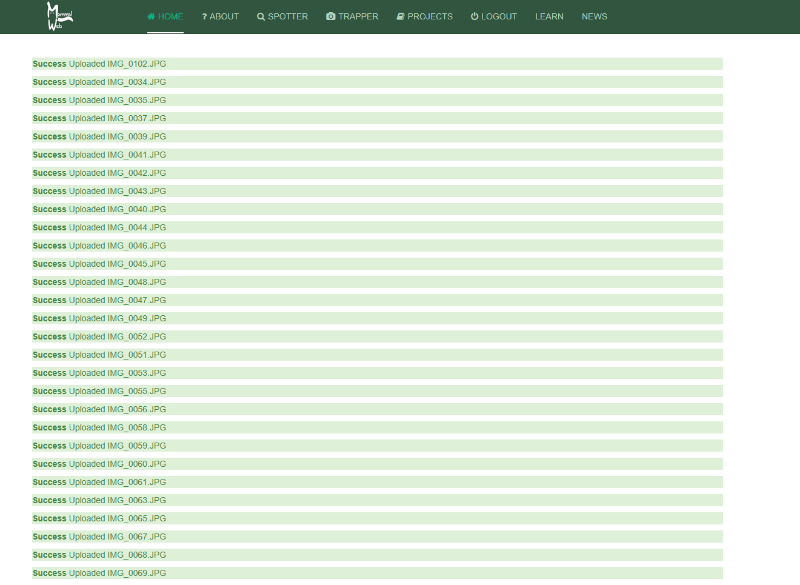 Mammal
Web
HOME ? ABOUT SPOTTER TRAPPER PROJECTS LOGOUT LEARN NEWS
Success Uploaded IMG_0102.JPG
Success Uploaded IMG_0034.JPG
Success Uploaded IMG_0035.JPG
Success Uploaded IMG_0037.JPG
Success Uploaded IMG_0039.JPG
Success Uploaded IMG_0041.JPG
Success Uploaded IMG_0042.JPG
Success Uploaded IMG_0043.JPG
Success Uploaded IMG_0040.JPG
Success Uploaded IMG_0044.JPG
Success Uploaded IMG_0046.JPG
Success Uploaded IMG_0045.JPG
Success Uploaded IMG_0048.JPG
Success Uploaded IMG_0047.JPG
Success Uploaded IMG_0049.JPG
Success Uploaded IMG_0052.JPG
Success Uploaded IMG_0051.JPG
Success Uploaded IMG_0053.JPG
Success Uploaded IMG_0055.JPG
Success Uploaded IMG_0056.JPG
Success Uploaded IMG_0058.JPG
Success Uploaded IMG_0059.JPG
Success Uploaded IMG_0060.JPG
Success Uploaded IMG_0061.JPG
Success Uploaded IMG_0063.JPG
Success Uploaded IMG_0065.JPG
Success Uploaded IMG_0067.JPG
Success Uploaded IMG_0068.JPG
Success Uploaded IMG_0069.JPG